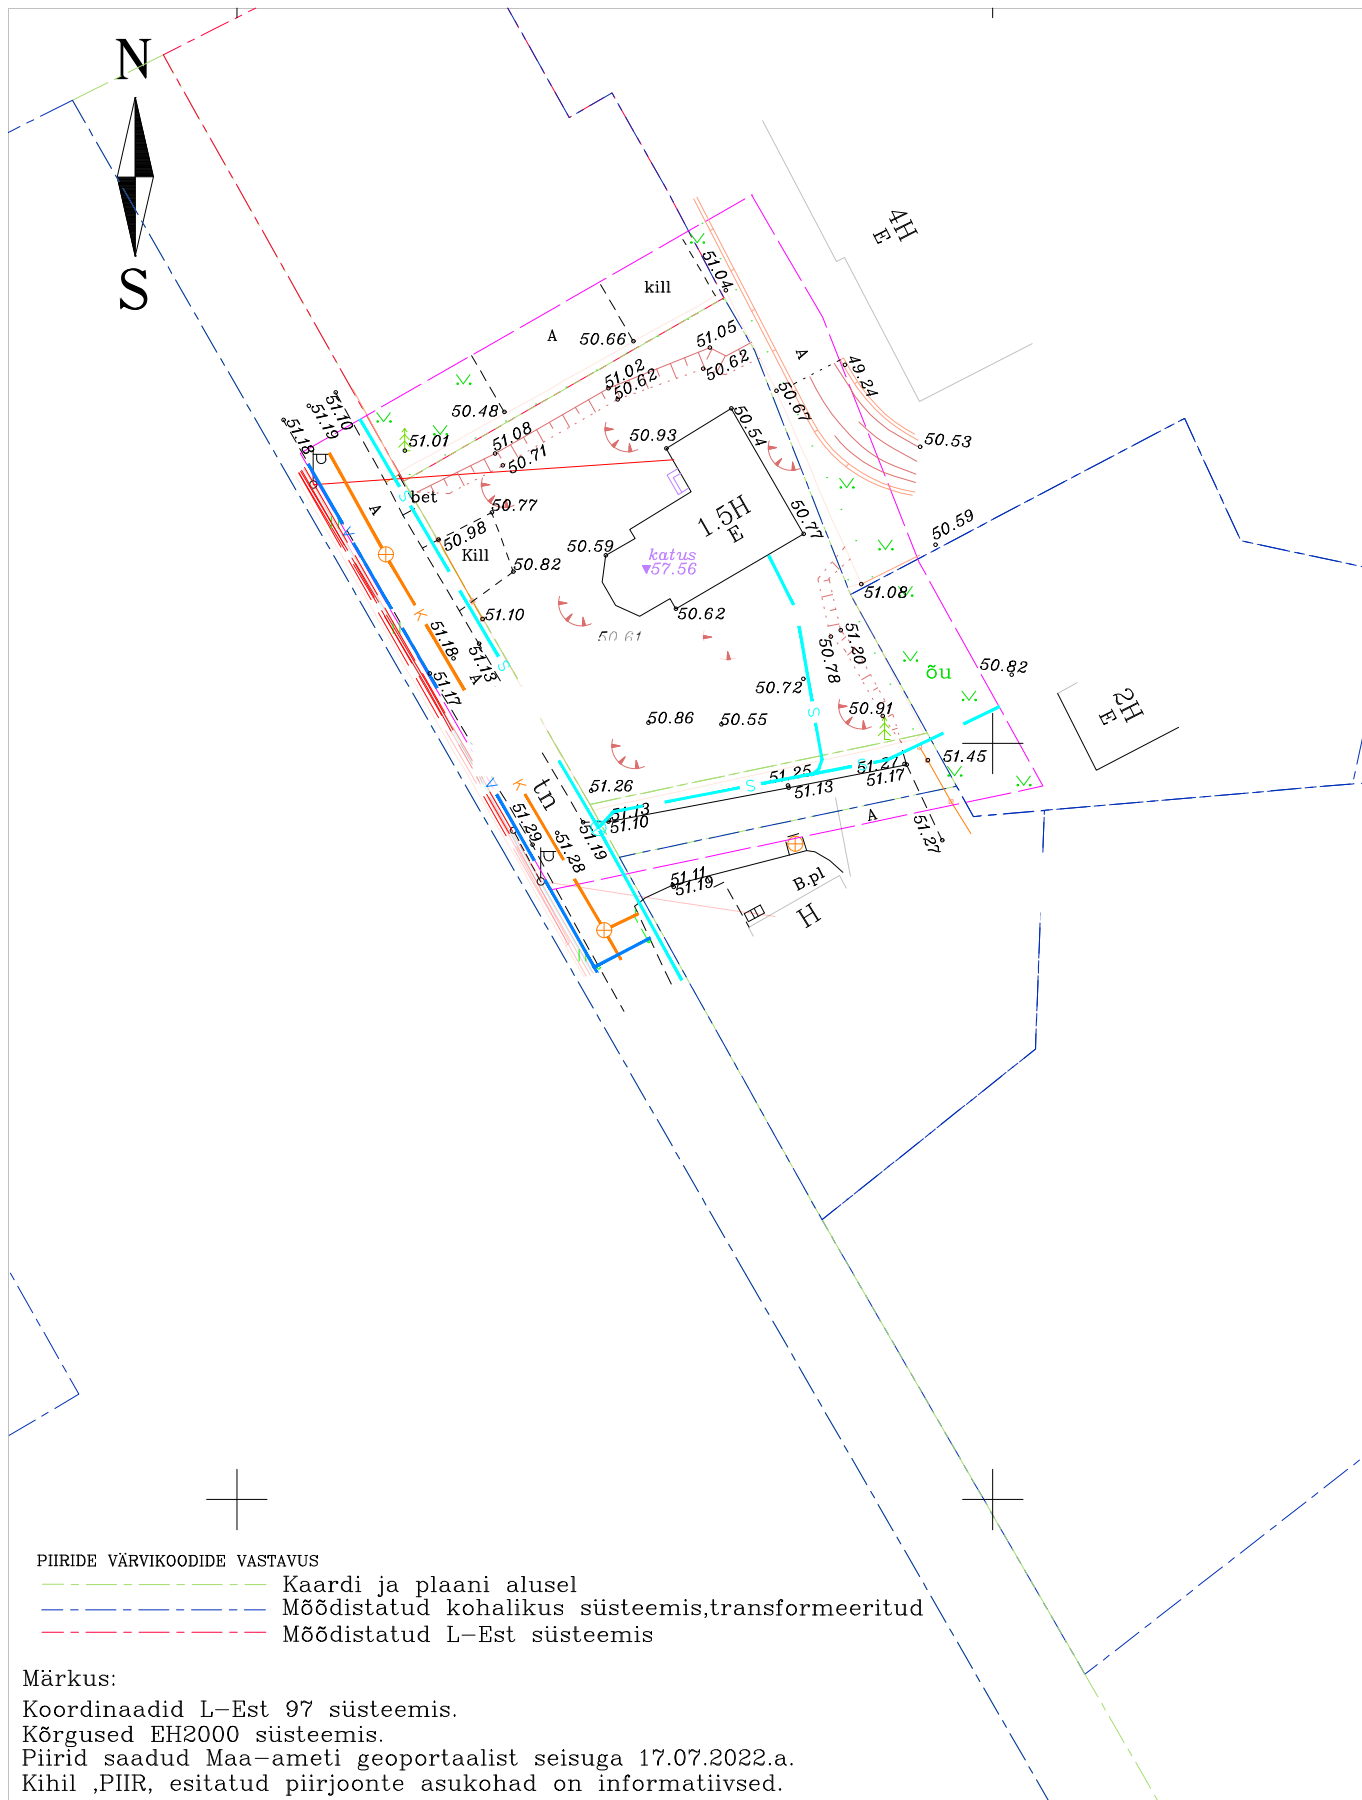 N
S
4H
E
kill
A
51.04
50.66
51.05
51.02
50.62
50.62
A
49.24
50.67
50.48
51.10
51.19
51.18
51.01
51.08
50.71
50.93
50.54
50.53
A
bet
S
50.77
50.98
Kill
50.82
50.59
1.5H
E
katus
57.56
50.77
50.59
51.08
V
K
51.10
50.62
50.61
51.18
51.13
S
A
51.17
51.20
50.78
õu
50.82
2H
E
50.72
S
50.91
50.86
50.55
51.45
51.27
51.17
S
51.25
51.13
S
51.26
V
K
tn
51.13
51.10
51.29
51.28
51.19
A
51.27
51.11
51.19
B.pl
H
PIIRIDE VÄRVIKOODIDE VASTAVUS
Kaardi ja plaani alusel
Mõõdistatud kohalikus süsteemis,transformeeritud
Mõõdistatud L-Est süsteemis
Märkus:
Koordinaadid L-Est 97 süsteemis.
Kõrgused EH2000 süsteemis.
Piirid saadud Maa-ameti geoportaalist seisuga 17.07.2022.a.
Kihil ,PIIR, esitatud piirjoonte asukohad on informatiivsed.